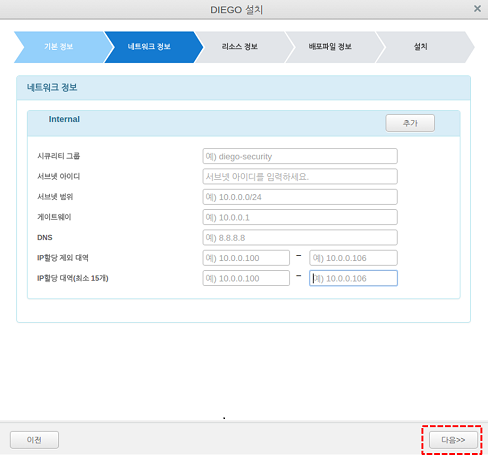 DIEGO 설치
×
기본 정보
네트워크 정보
리소스 정보
배포파일 정보
설치
네트워크 정보
Internal
추가
시큐리티 그룹 예) diego-security
서브넷 아이디 서브넷 아이디를 입력하세요.
서브넷 범위 예) 10.0.0.0/24
게이트웨이 예) 10.0.0.1
DNS 예) 8.8.8.8
IP할당 제외 대역 예) 10.0.0.100 – 예) 10.0.0.106
IP할당 대역(최소 15개) 예) 10.0.0.100 – 예) 10.0.0.106
이전
다음>>